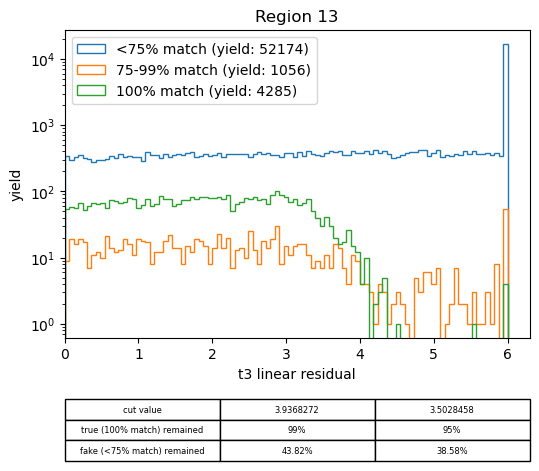 Region 13
<75% match (yield: 52174)
75-99% match (yield: 1056)
100% match (yield: 4285)
yield
10⁴
10³
10²
10¹
10⁰
0 1 2 3 4 5 6
t3 linear residual
cut value 3.9368272 3.5028458
true (100% match) remained 99% 95%
fake (<75% match) remained 43.82% 38.58%